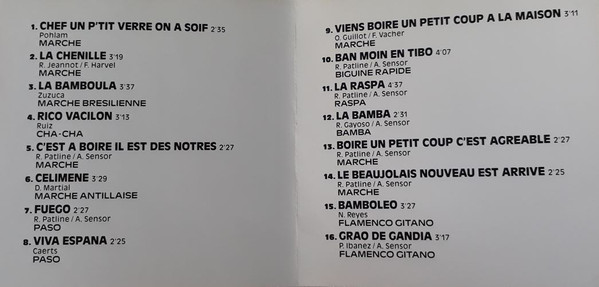 1. CHEF UN P'TIT VERRE ON A SOIF 2'35
Pohlam
MARCHE
2. LA CHENILLE 3'19
R. Jeannot / F. Harvel
MARCHE
3. LA BAMBOULA 3'37
Zuzuca
MARCHE BRESILIENNE
4. RICO VACILON 3'13
Ruiz
CHA-CHA
5. C'EST A BOIRE IL EST DES NOTRES 2'27
R. Patline / A. Sensor
MARCHE
6. CELIMENE 3'29
D. Martial
MARCHE ANTILLAISE
7. FUEGO 2'27
R. Patline / A. Sensor
PASO
8. VIVA ESPANA 2'25
Caerts
PASO
9. VIENS BOIRE UN PETIT COUP A LA MAISON 3'11
O. Guillot / F. Vacher
MARCHE
10. BAN MOIN EN TIBO 4'07
R. Patline / A. Sensor
BIGUINE RAPIDE
11. LA RASPA 4'37
R. Patline / A. Sensor
RASPA
12. LA BAMBA 2'31
R. Gayoso / A. Sensor
BAMBA
13. BOIRE UN PETIT COUP C'EST AGREABLE 2'27
R. Patline / A. Sensor
MARCHE
14. LE BEAUJOLAIS NOUVEAU EST ARRIVE 2'25
R. Patline / A. Sensor
MARCHE
15. BAMBOLEO 3'27
N. Reyes
FLAMENCO GITANO
16. GRAO DE GANDIA 3'17
P. Ibanez / A. Sensor
FLAMENCO GITANO